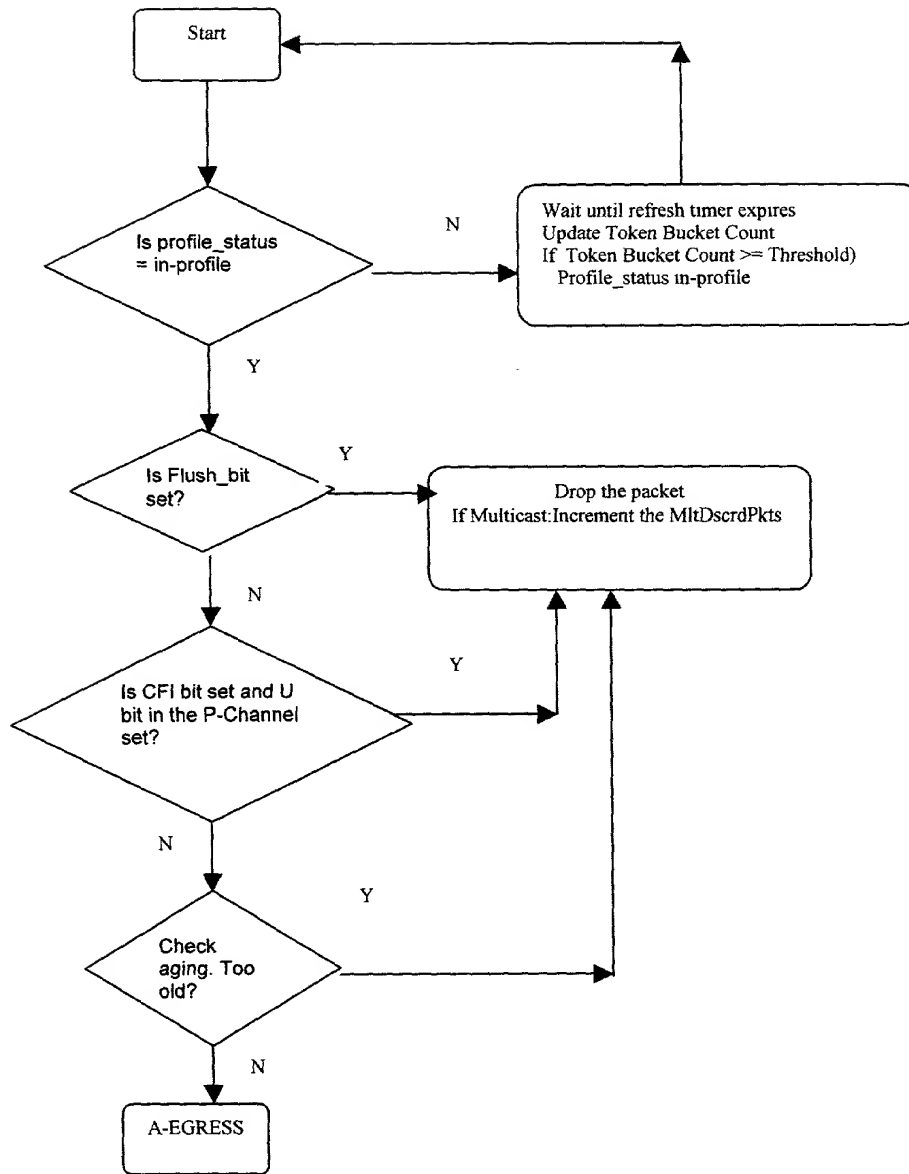 Start
Is profile_status
= in-profile
N
Wait until refresh timer expires
Update Token Bucket Count
If Token Bucket Count >= Threshold)
Profile_status in-profile
Y
Is Flush_bit
set?
Y
Drop the packet
If Multicast:Increment the MltDscrdPkts
N
Is CFI bit set and U
bit in the P-Channel
set?
Y
N
Check
aging. Too
old?
Y
N
A-EGRESS